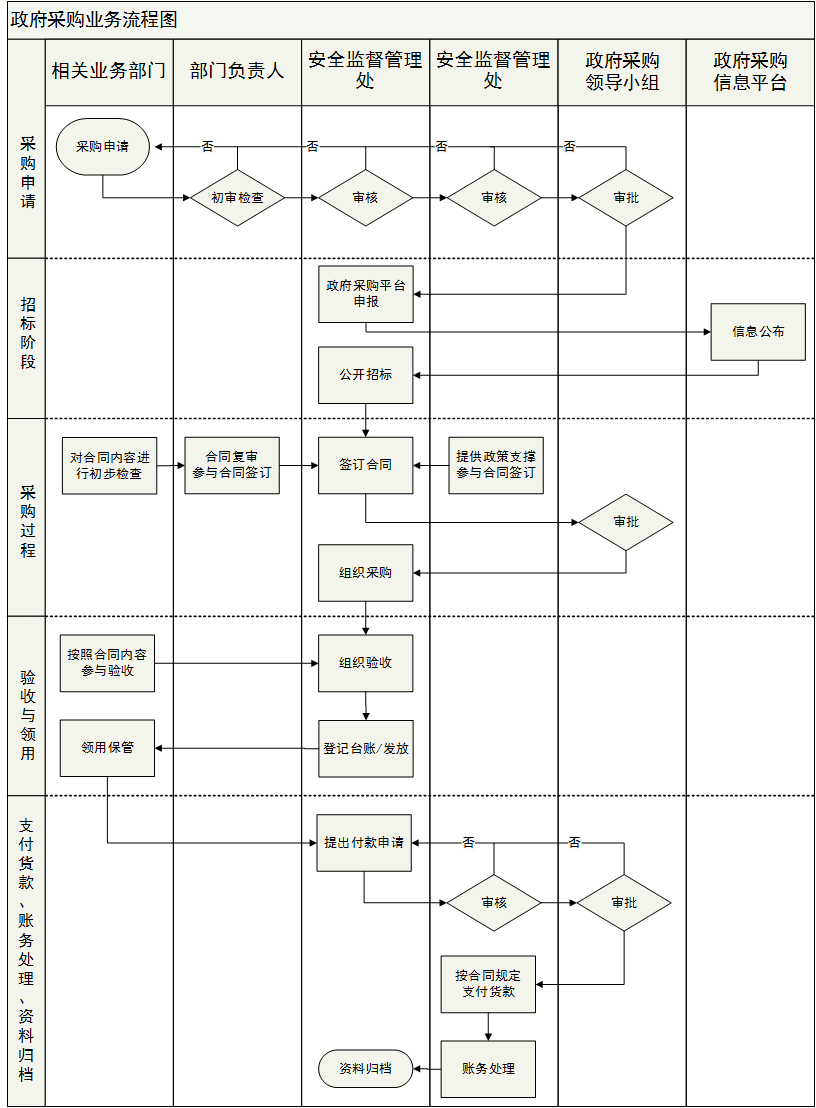 政府采购业务流程图
相关业务部门
部门负责人
安全监督管理
处
安全监督管理
处
政府采购
领导小组
政府采购
信息平台
采购申请
采购申请
否
否
否
否
初审检查
审核
审核
审批
招标阶段
政府采购平台
申报
信息公布
公开招标
采购过程
对合同内容进
行初步检查
合同复审
参与合同签订
签订合同
提供政策支撑
参与合同签订
审批
组织采购
验收与领用
按照合同内容
参与验收
组织验收
领用保管
登记台账/发放
支付货款、账务处理、资料归档
提出付款申请
否
否
审核
审批
按合同规定
支付货款
资料归档
账务处理